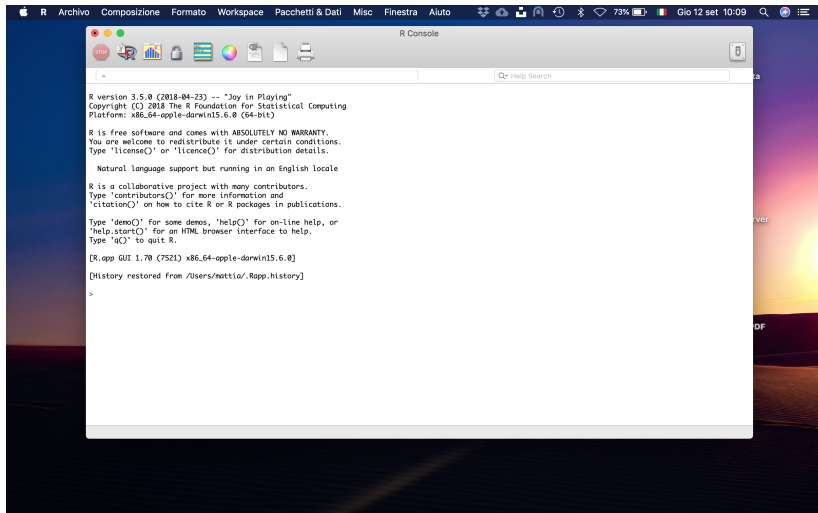 R Archivo Composizione Formato Workspace Pacchetti & Dati Misc Finestra Aiuto 73% Gio 12 set 10:09
R Console
STOP
~
Help Search
R version 3.5.0 (2018-04-23) -- "Joy in Playing"
Copyright (C) 2018 The R Foundation for Statistical Computing
Platform: x86_64-apple-darwin15.6.0 (64-bit)
R is free software and comes with ABSOLUTELY NO WARRANTY.
You are welcome to redistribute it under certain conditions.
Type 'license()' or 'licence()' for distribution details.
Natural language support but running in an English locale
R is a collaborative project with many contributors.
Type 'contributors()' for more information and
'citation()' on how to cite R or R packages in publications.
Type 'demo()' for some demos, 'help()' for on-line help, or
'help.start()' for an HTML browser interface to help.
Type 'q()' to quit R.
[R.app GUI 1.70 (7521) x86_64-apple-darwin15.6.0]
[History restored from /Users/mattia/.Rapp.history]
>
ta
rver
PDF